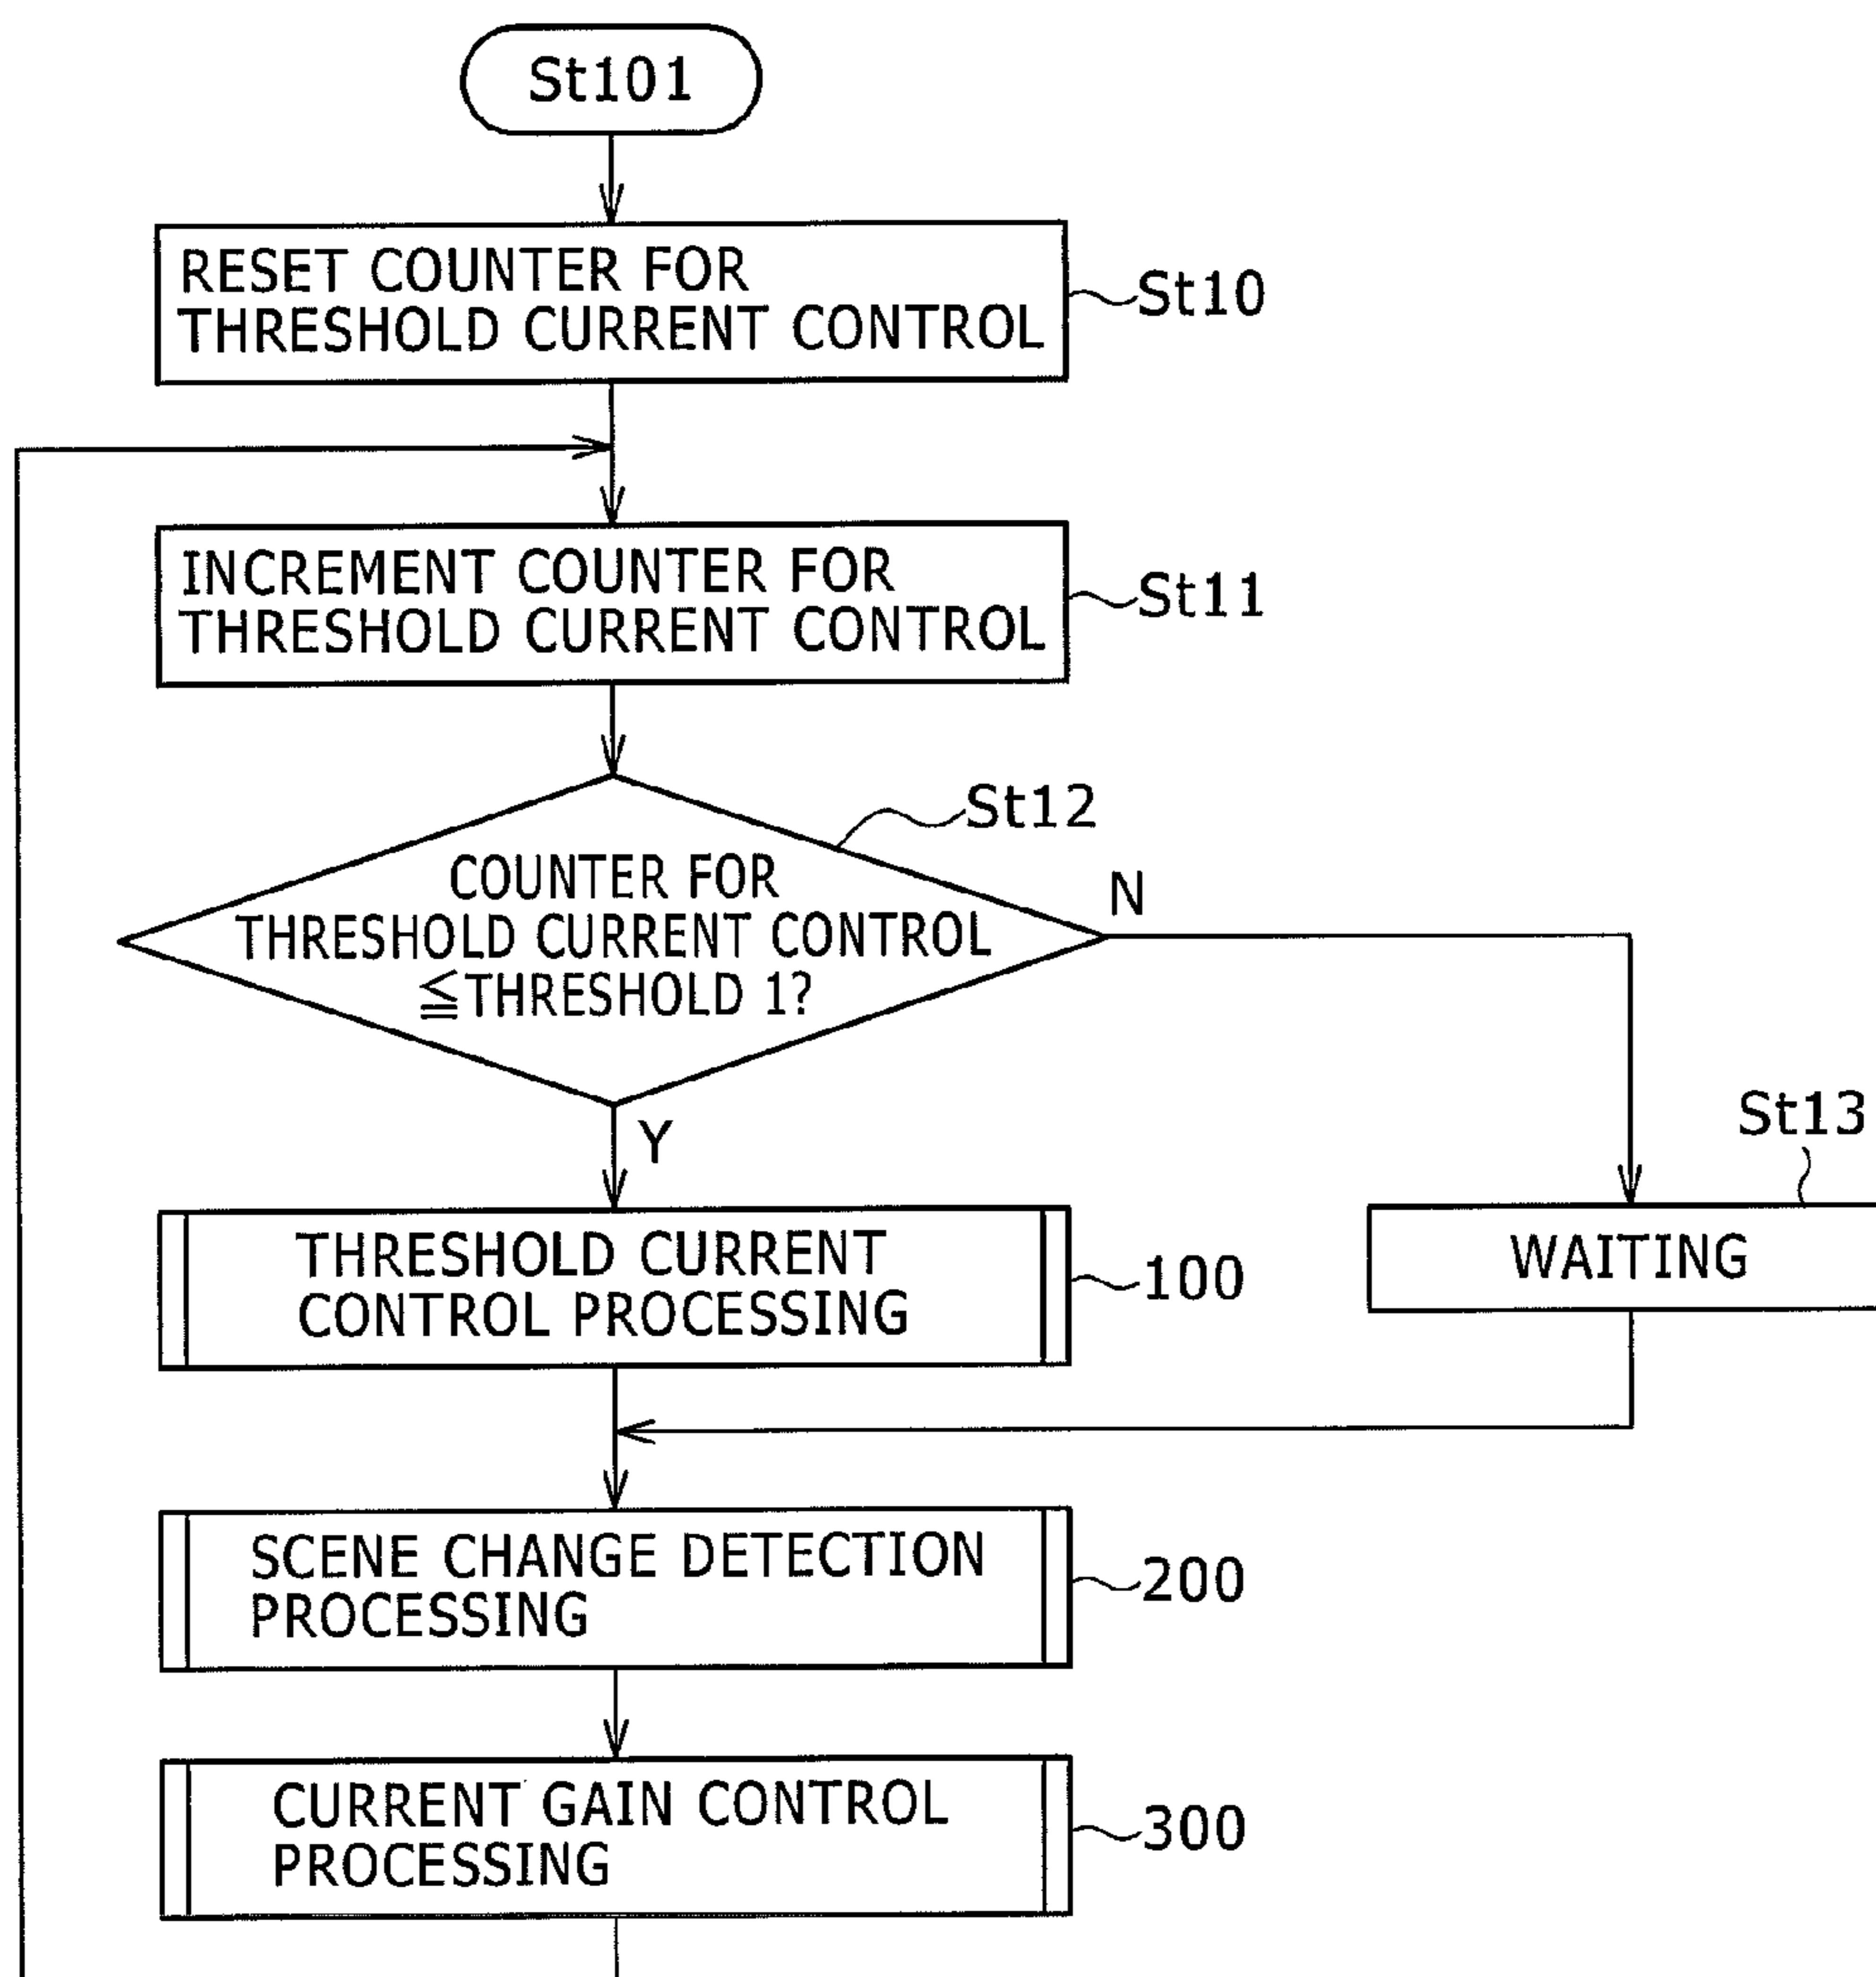 St101
RESET COUNTER FOR
THRESHOLD CURRENT CONTROL
St10
INCREMENT COUNTER FOR
THRESHOLD CURRENT CONTROL
St11
St12
COUNTER FOR
THRESHOLD CURRENT CONTROL
≦THRESHOLD 1?
N
Y
St13
WAITING
THRESHOLD CURRENT
CONTROL PROCESSING
100
SCENE CHANGE DETECTION
PROCESSING
200
CURRENT GAIN CONTROL
PROCESSING
300